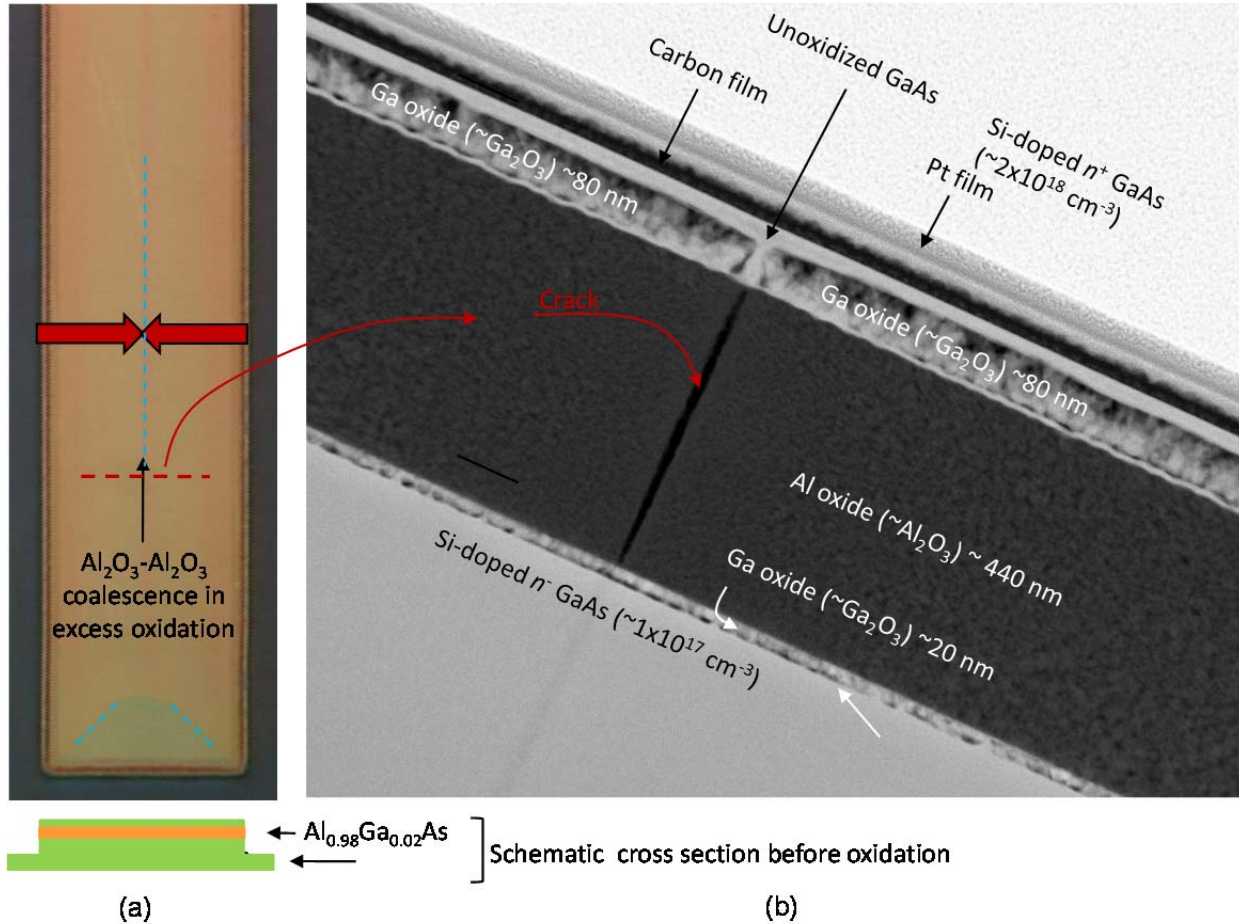 Al₂O₃-Al₂O₃
coalescence in
excess oxidation
Carbon film
Unoxidized GaAs
Si-doped n⁺ GaAs
(~2x10¹⁸ cm⁻³)
Pt film
Ga oxide (~Ga₂O₃) ~80 nm
Ga oxide (~Ga₂O₃) ~80 nm
Crack
Al oxide (~Al₂O₃) ~ 440 nm
Ga oxide (~Ga₂O₃) ~20 nm
Si-doped n⁻ GaAs (~1x10¹⁷ cm⁻³)
Al₀.₉₈Ga₀.₀₂As
Schematic cross section before oxidation
(a)
(b)